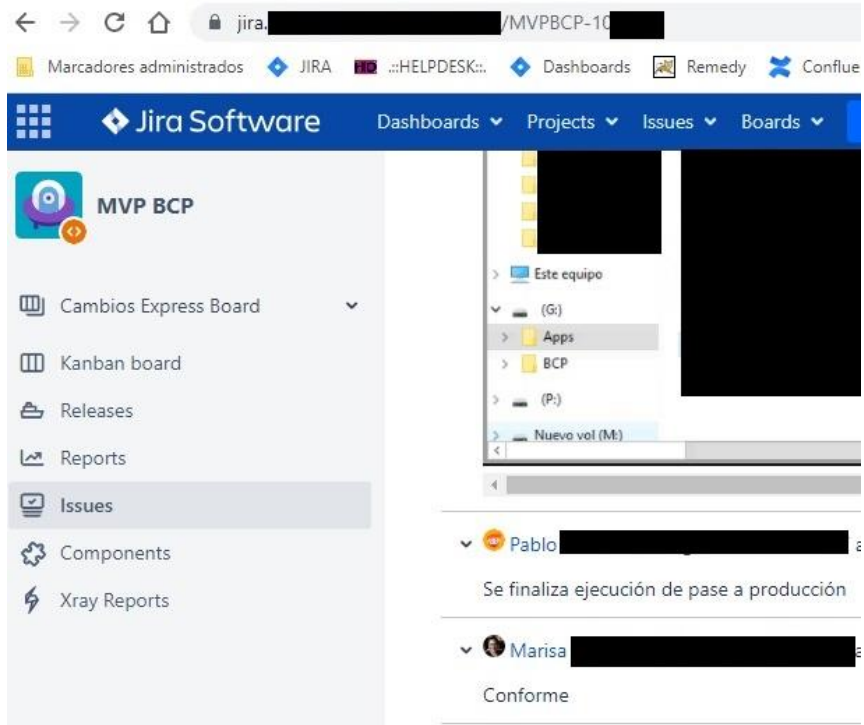 jira.
/MVPBCP-10
Marcadores administrados JIRA HD .::HELPDESK::. Dashboards Remedy Conflue
Jira Software Dashboards Projects Issues Boards
MVP BCP
Cambios Express Board
Kanban board
Releases
Reports
Issues
Components
Xray Reports
Este equipo
(G:)
Apps
BCP
(P:)
Nuevo vol (M:)
Pablo a
Se finaliza ejecución de pase a producción
Marisa a
Conforme